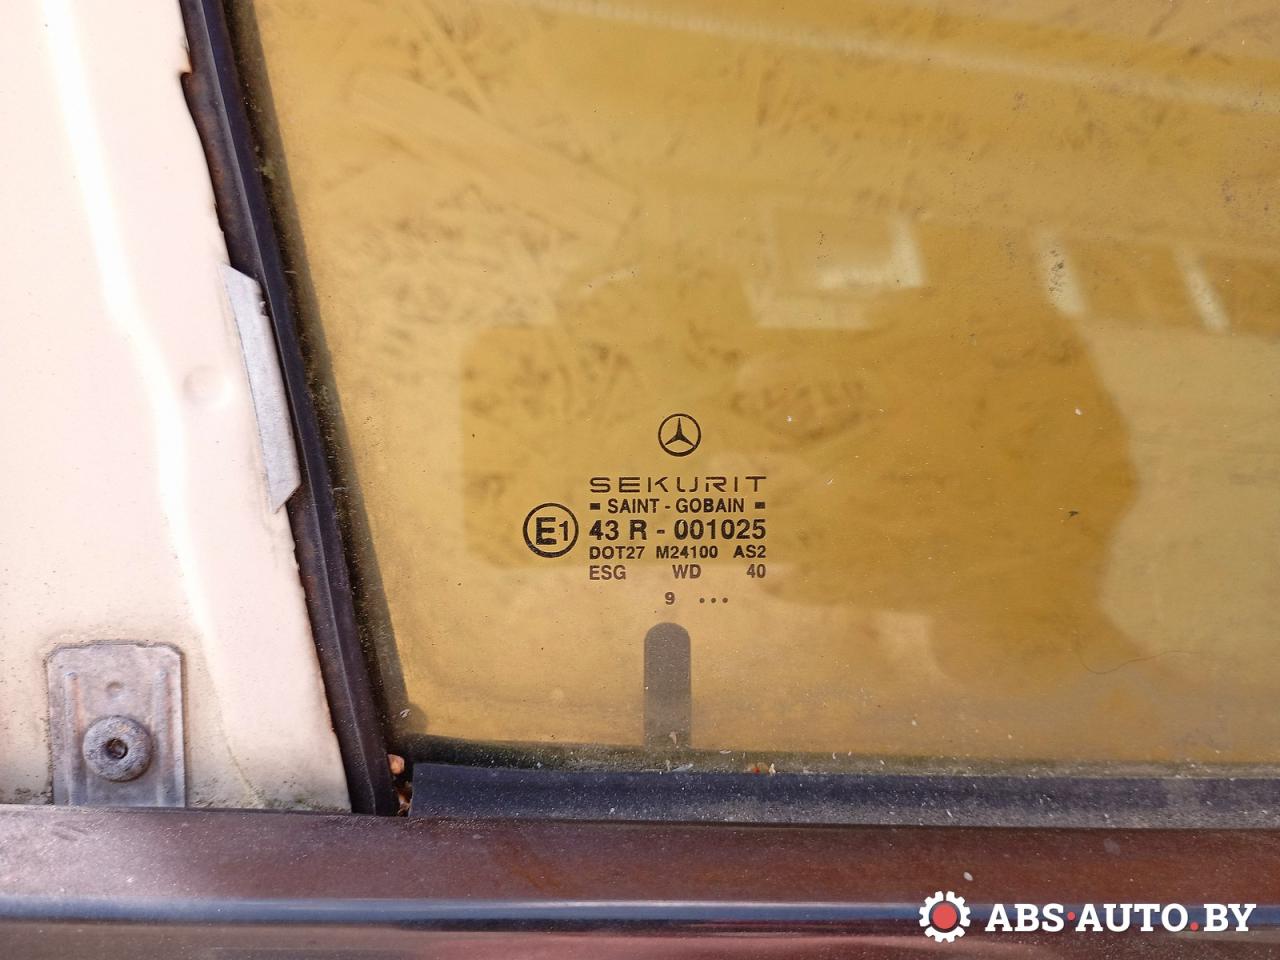 SEKURIT
SAINT - GOBAIN
E1
43 R - 001025
DOT27 M24100 AS2
ESG WD 40
9 ...
ABS·AUTO.BY